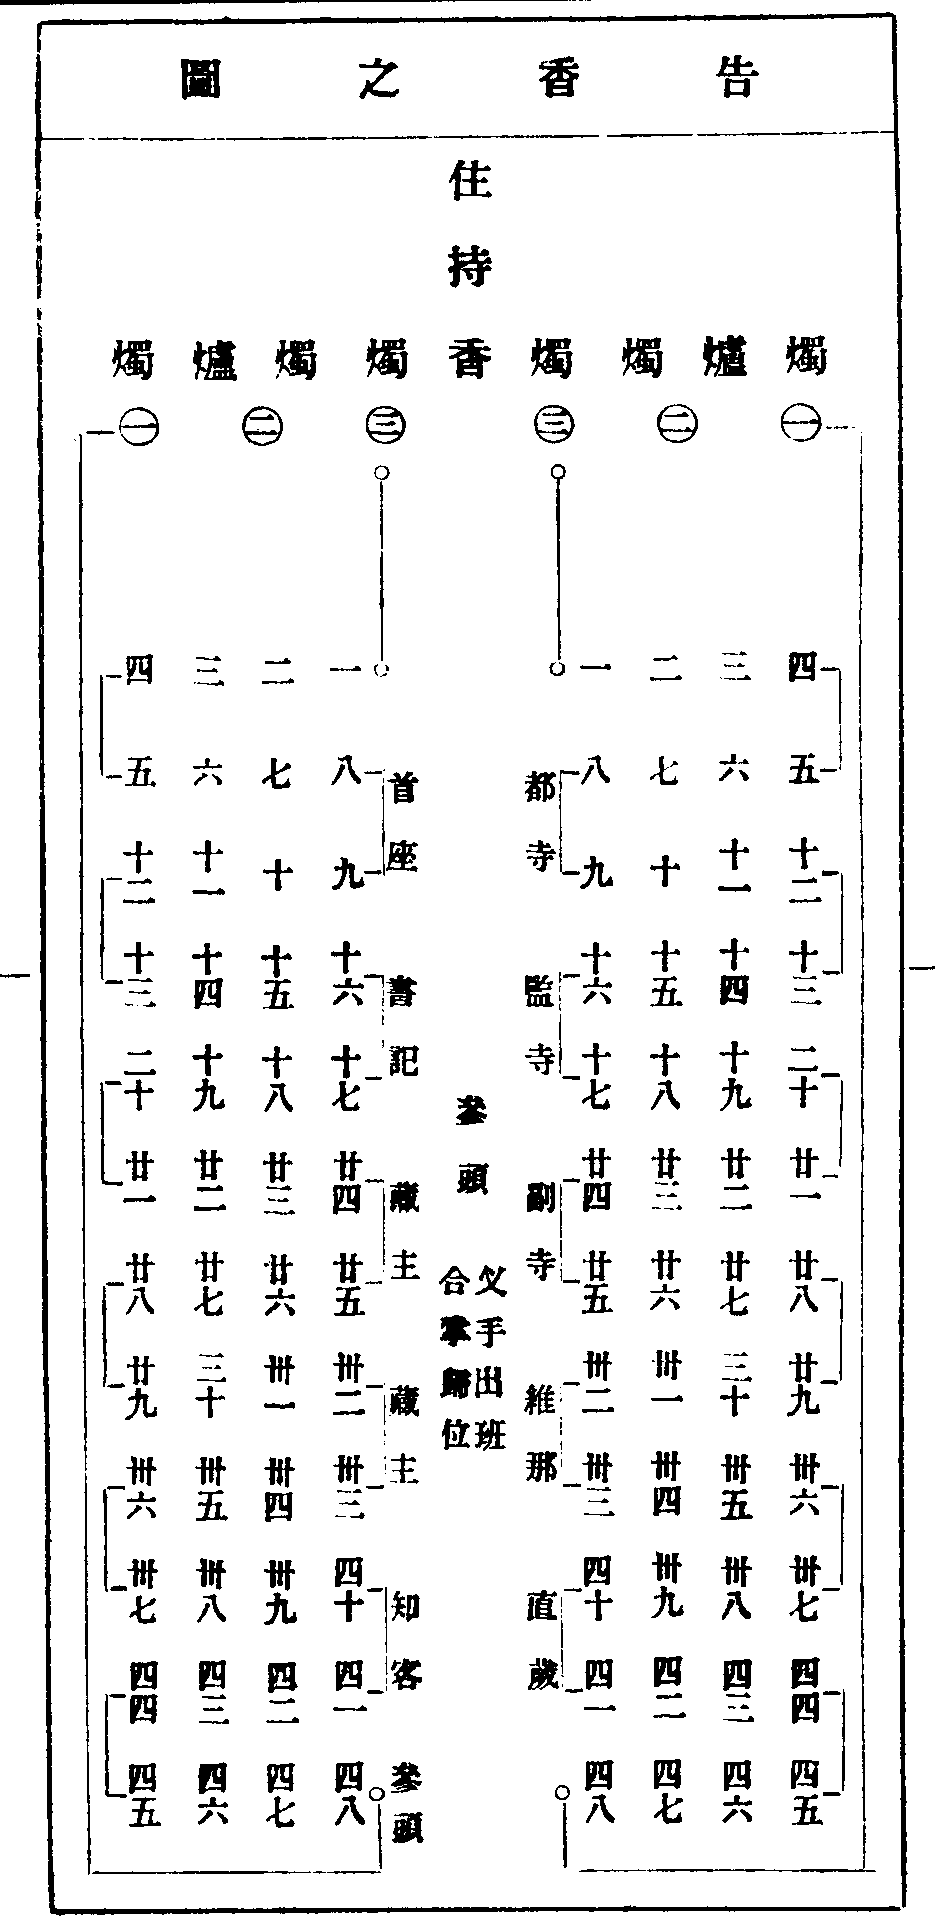 告香之圖
住持
燭 爐 燭 燭 香 燭 燭 爐 燭
一 二 三 三 二 一
四 三 二 一 一 二 三 四
五 六 七 八 八 七 六 五
都寺 首座
十二 十一 十 九 九 十 十一 十二
十三 十四 十五 十六 十六 十五 十四 十三
監寺 書記
二十 十九 十八 十七 十七 十八 十九 二十
叅頭
廿一 廿二 廿三 廿四 廿四 廿三 廿二 廿一
副寺 藏主
廿八 廿七 廿六 廿五 廿五 廿六 廿七 廿八
叉手出班
合掌歸位
廿九 三十 卅一 卅二 卅二 卅一 三十 廿九
維那 藏主
卅六 卅五 卅四 卅三 卅三 卅四 卅五 卅六
卅七 卅八 卅九 四十 四十 卅九 卅八 卅七
直歲 知客
四四 四三 四二 四一 四一 四二 四三 四四
四五 四六 四七 四八 四八 四七 四六 四五
叅頭